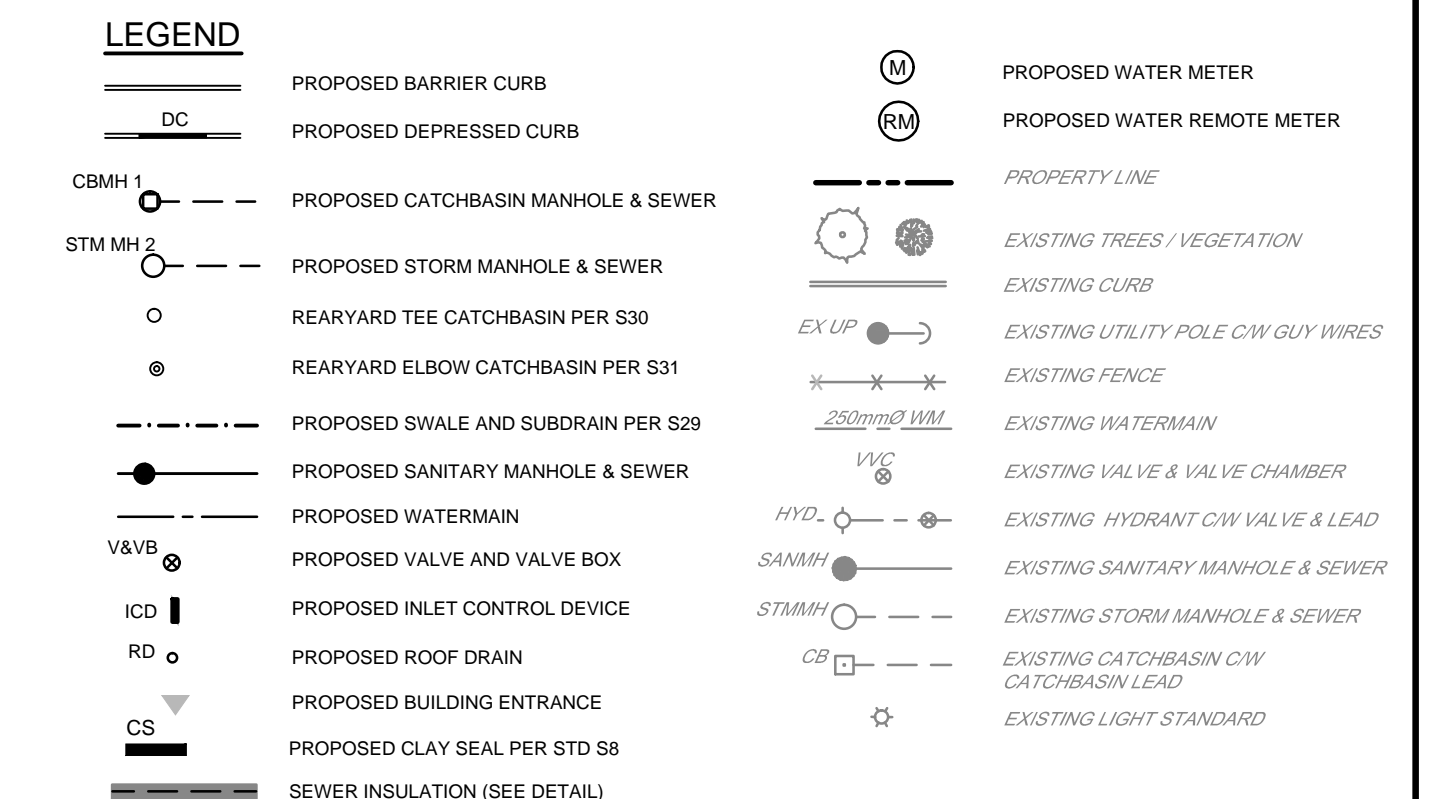 LEGEND
PROPOSED BARRIER CURB
DC
PROPOSED DEPRESSED CURB
CBMH 1
PROPOSED CATCHBASIN MANHOLE & SEWER
STM MH 2
PROPOSED STORM MANHOLE & SEWER
REARYARD TEE CATCHBASIN PER S30
REARYARD ELBOW CATCHBASIN PER S31
PROPOSED SWALE AND SUBDRAIN PER S29
PROPOSED SANITARY MANHOLE & SEWER
PROPOSED WATERMAIN
V&VB
PROPOSED VALVE AND VALVE BOX
ICD
PROPOSED INLET CONTROL DEVICE
RD
PROPOSED ROOF DRAIN
PROPOSED BUILDING ENTRANCE
CS
PROPOSED CLAY SEAL PER STD S8
SEWER INSULATION (SEE DETAIL)
M
PROPOSED WATER METER
RM
PROPOSED WATER REMOTE METER
PROPERTY LINE
EXISTING TREES / VEGETATION
EXISTING CURB
EX UP
EXISTING UTILITY POLE C/W GUY WIRES
EXISTING FENCE
250mmØ WM
EXISTING WATERMAIN
VVC
EXISTING VALVE & VALVE CHAMBER
HYD
EXISTING HYDRANT C/W VALVE & LEAD
SANMH
EXISTING SANITARY MANHOLE & SEWER
STMMH
EXISTING STORM MANHOLE & SEWER
CB
EXISTING CATCHBASIN C/W
CATCHBASIN LEAD
EXISTING LIGHT STANDARD